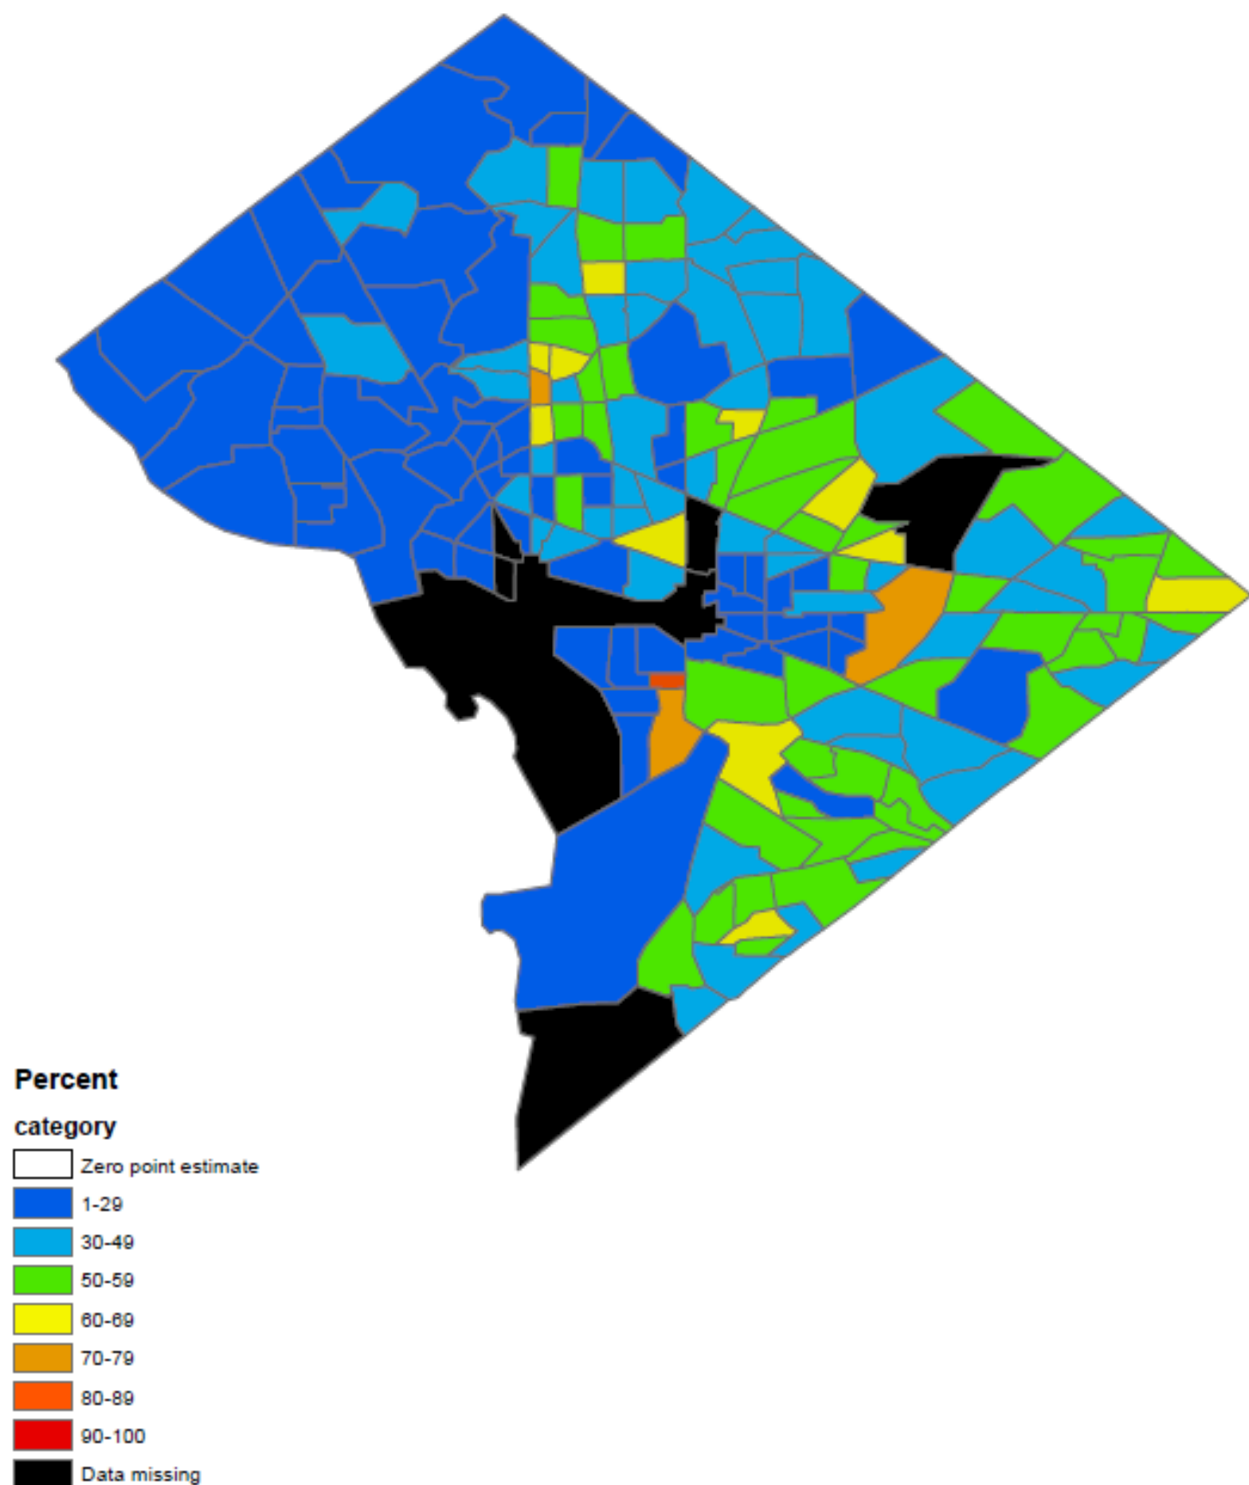 Percent
category
Zero point estimate
1-29
30-49
50-59
60-69
70-79
80-89
90-100
Data missing